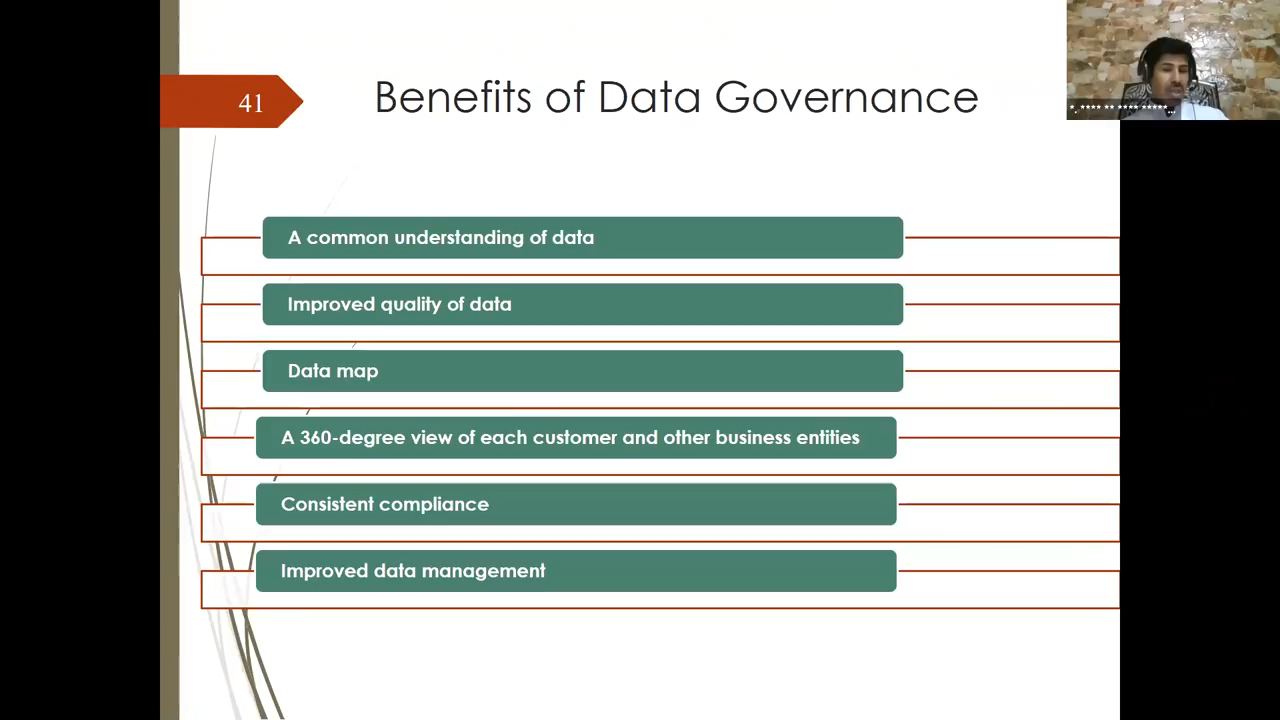 41
Benefits of Data Governance
A common understanding of data
Improved quality of data
Data map
A 360-degree view of each customer and other business entities
Consistent compliance
Improved data management